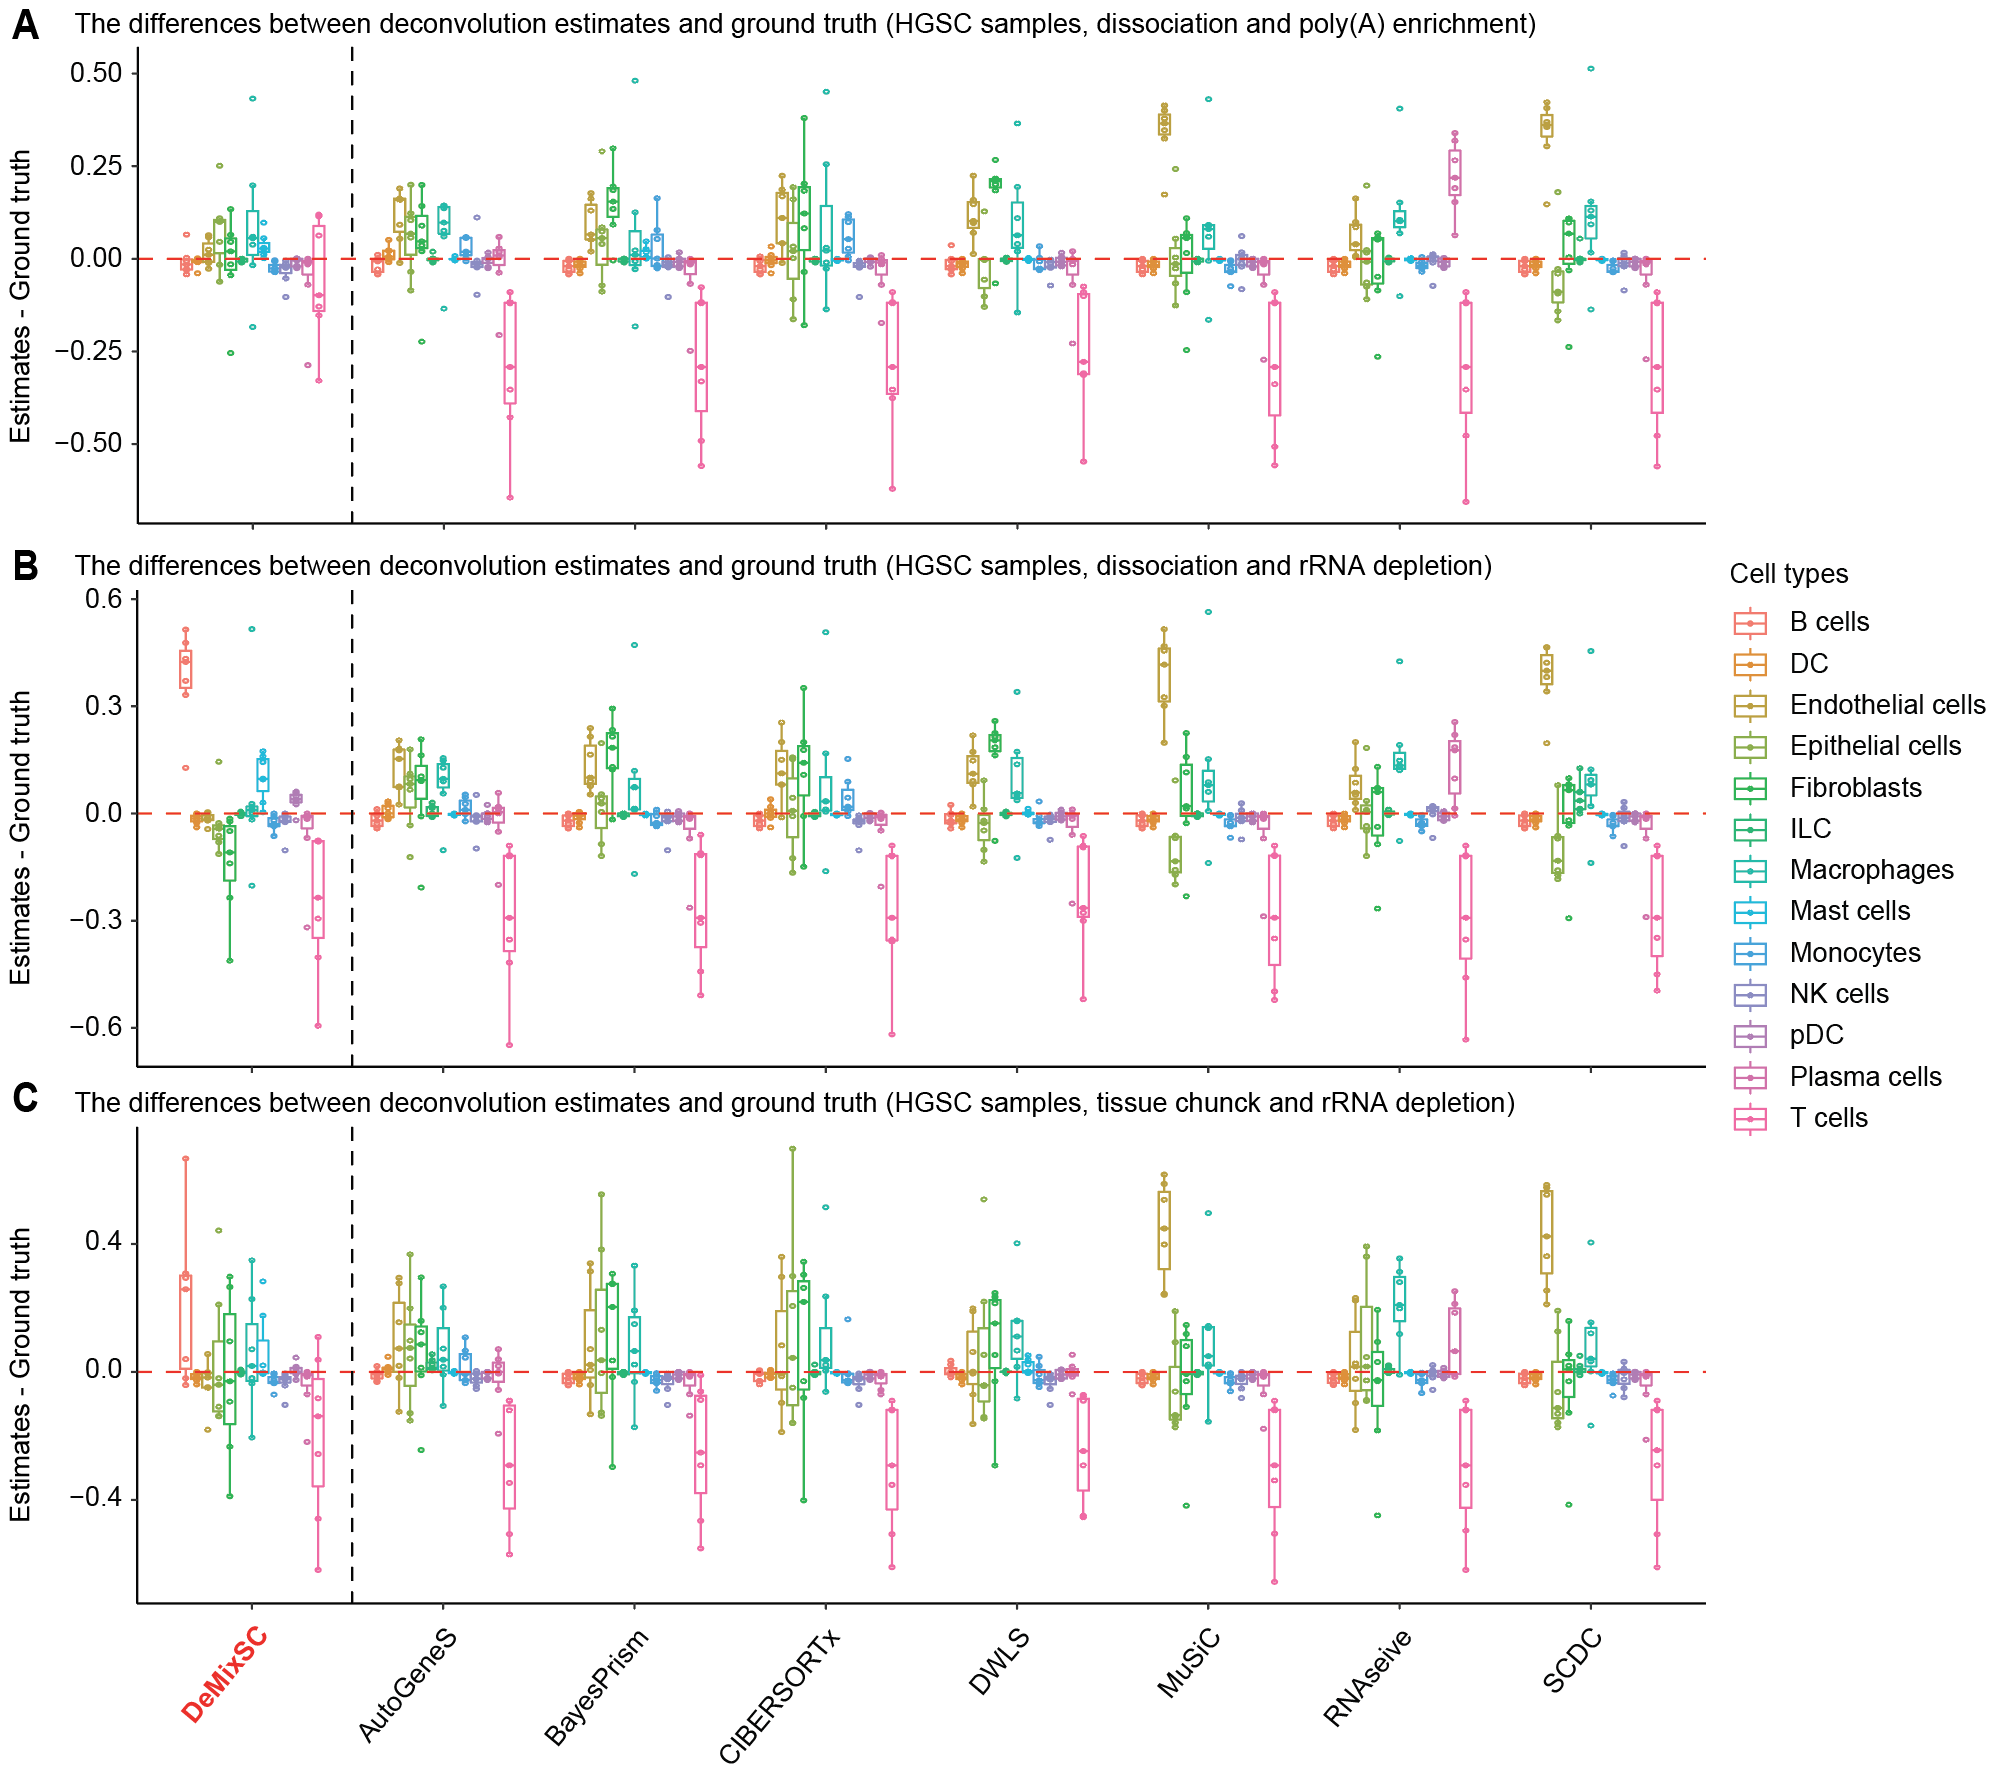 A The differences between deconvolution estimates and ground truth (HGSC samples, dissociation and poly(A) enrichment)
0.50
0.25
0.00
−0.25
−0.50
Estimates - Ground truth
B The differences between deconvolution estimates and ground truth (HGSC samples, dissociation and rRNA depletion)
0.6
0.3
0.0
−0.3
−0.6
Estimates - Ground truth
Cell types
B cells
DC
Endothelial cells
Epithelial cells
Fibroblasts
ILC
Macrophages
Mast cells
Monocytes
NK cells
pDC
Plasma cells
T cells
C The differences between deconvolution estimates and ground truth (HGSC samples, tissue chunck and rRNA depletion)
0.4
0.0
−0.4
Estimates - Ground truth
DeMixSC
AutoGeneS
BayesPrism
CIBERSORTx
DWLS
MuSiC
RNAseive
SCDC